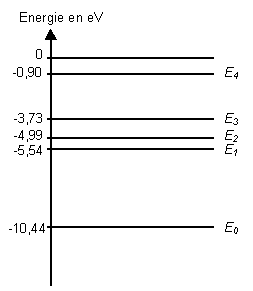 Energie en eV
0
-0,90 E4
-3,73 E3
-4,99 E2
-5,54 E1
-10,44 E0